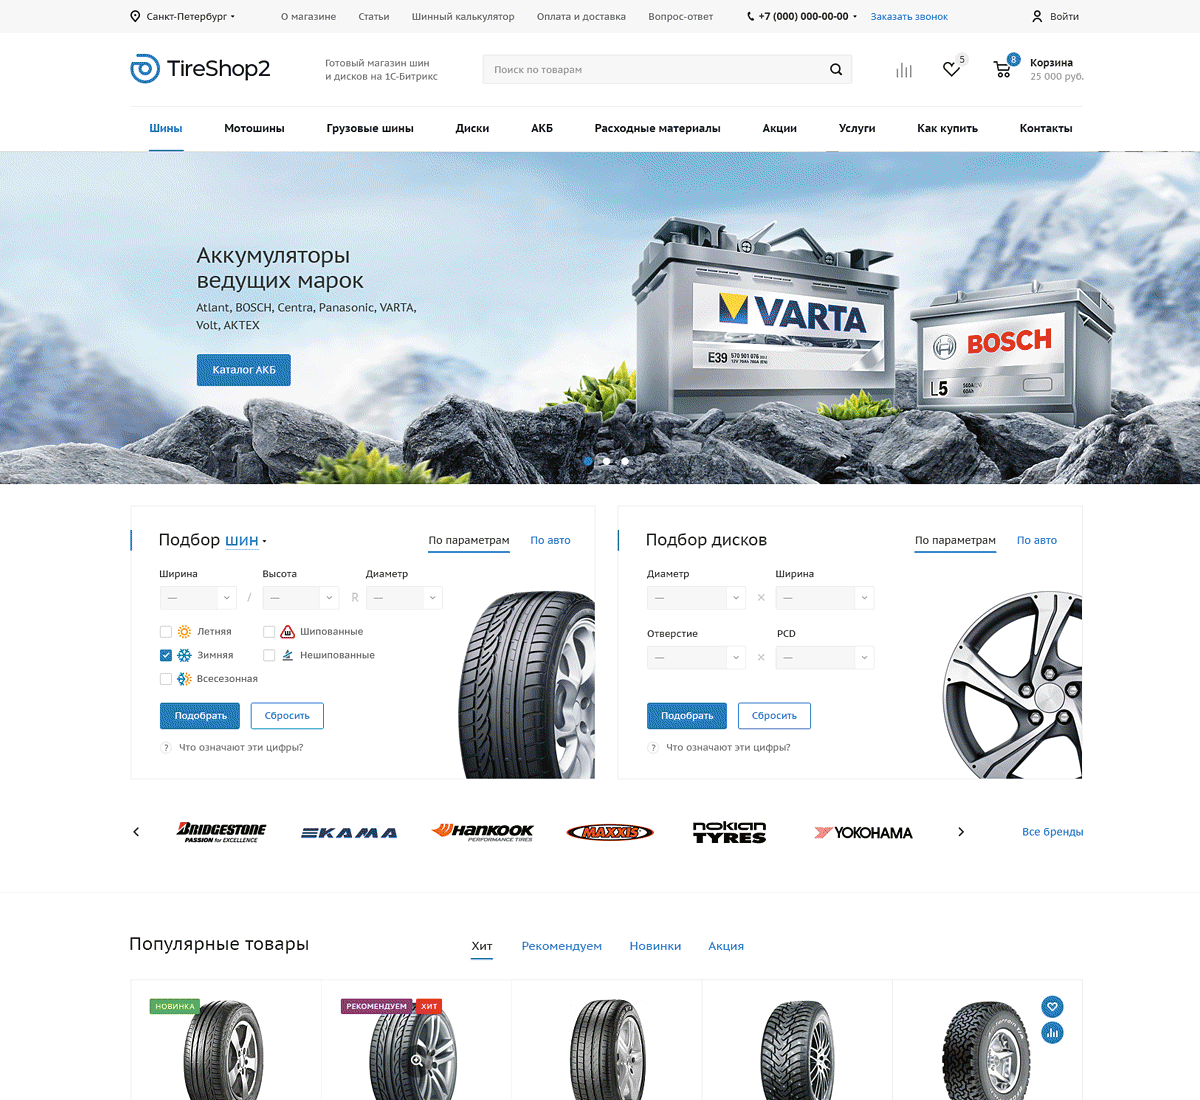 Санкт-Петербург
О магазине
Статьи
Шинный калькулятор
Оплата и доставка
Вопрос-ответ
+7 (000) 000-00-00
Заказать звонок
Войти
TireShop2
Готовый магазин шин
и дисков на 1С-Битрикс
Поиск по товарам
5
8
Корзина
25 000 руб.
Шины
Мотошины
Грузовые шины
Диски
АКБ
Расходные материалы
Акции
Услуги
Как купить
Контакты
Аккумуляторы
ведущих марок
Atlant, BOSCH, Centra, Panasonic, VARTA,
Volt, AKTEX
Каталог АКБ
VARTA
E39
570 901 076
BOSCH
L5
Подбор шин
По параметрам
По авто
Ширина
Высота
Диаметр
—
/
—
R
—
Летняя
Шипованные
Зимняя
Нешипованные
Всесезонная
Подобрать
Сбросить
? Что означают эти цифры?
Подбор дисков
По параметрам
По авто
Диаметр
Ширина
—
×
—
Отверстие
PCD
—
×
—
Подобрать
Сбросить
? Что означают эти цифры?
BRIDGESTONE
PASSION for EXCELLENCE
KAMA
HANKOOK
PERFORMANCE TIRES
MAXXIS
nokian
TYRES
YOKOHAMA
Все бренды
Популярные товары
Хит
Рекомендуем
Новинки
Акция
НОВИНКА
РЕКОМЕНДУЕМ
ХИТ